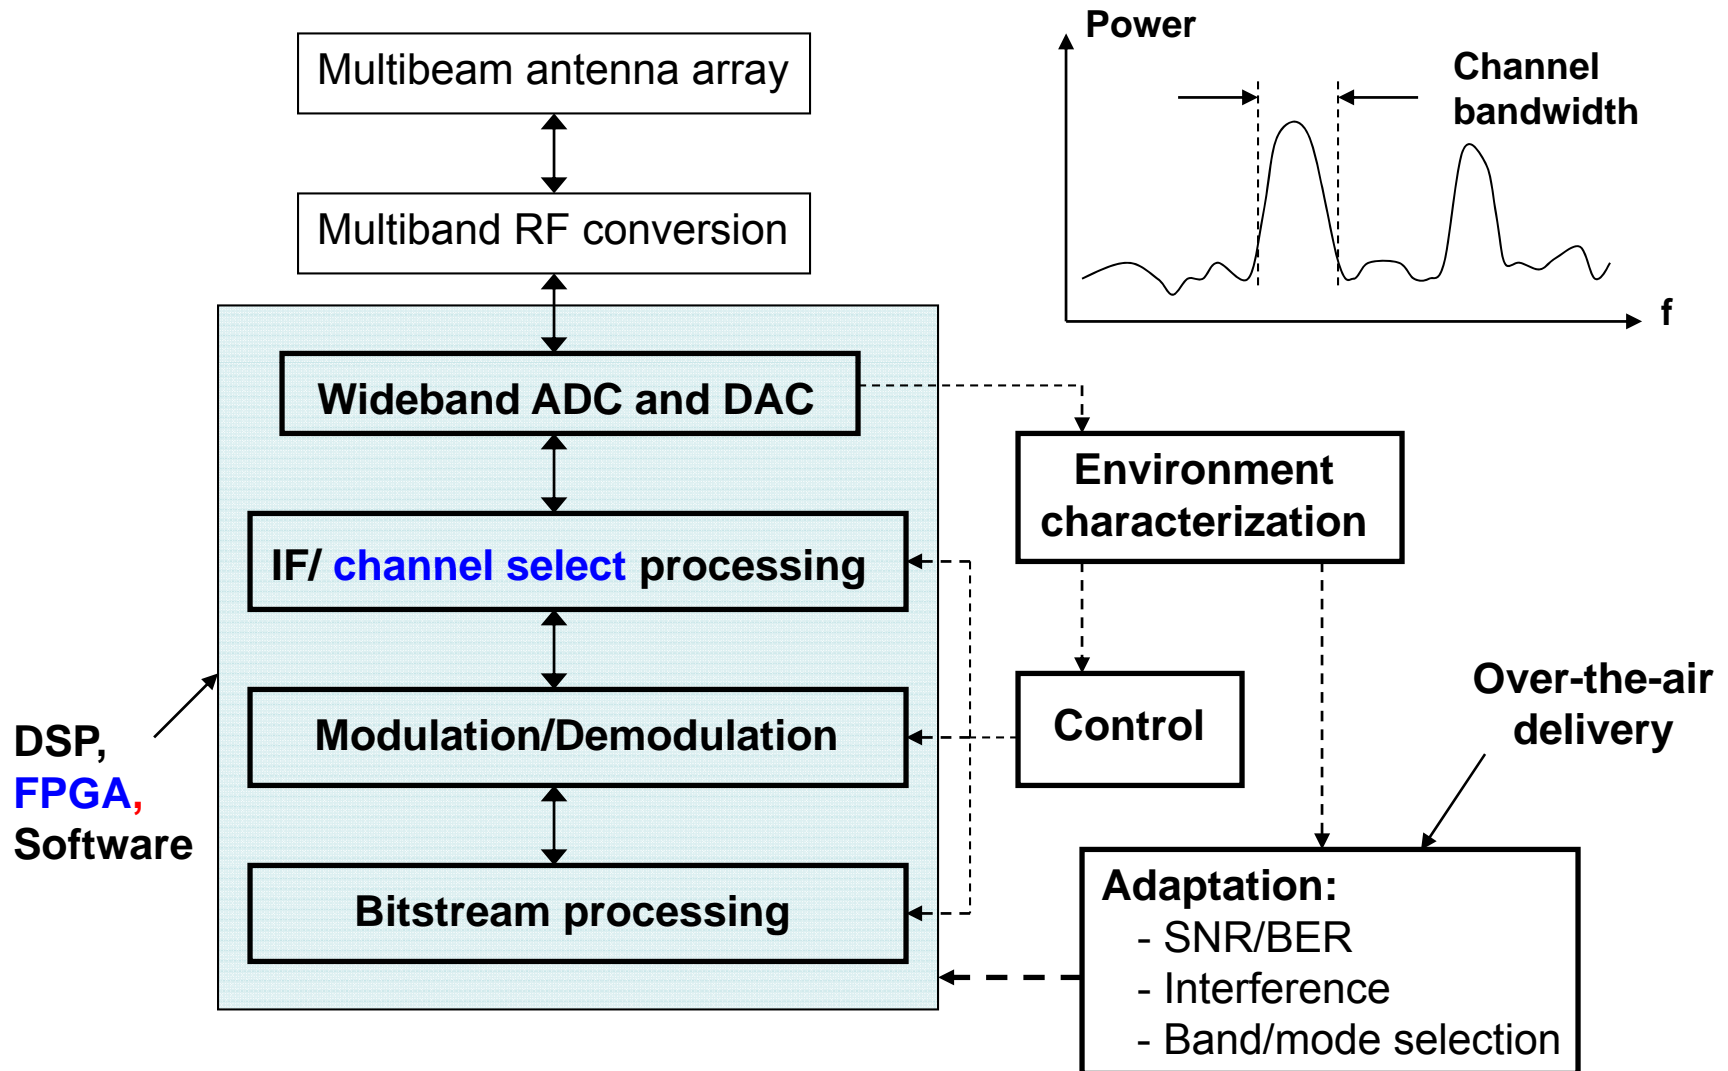 Multibeam antenna array
Multiband RF conversion
Power
Channel
bandwidth
f
Wideband ADC and DAC
IF/ channel select processing
Modulation/Demodulation
Bitstream processing
DSP,
FPGA,
Software
Environment
characterization
Control
Over-the-air
delivery
Adaptation:
- SNR/BER
- Interference
- Band/mode selection